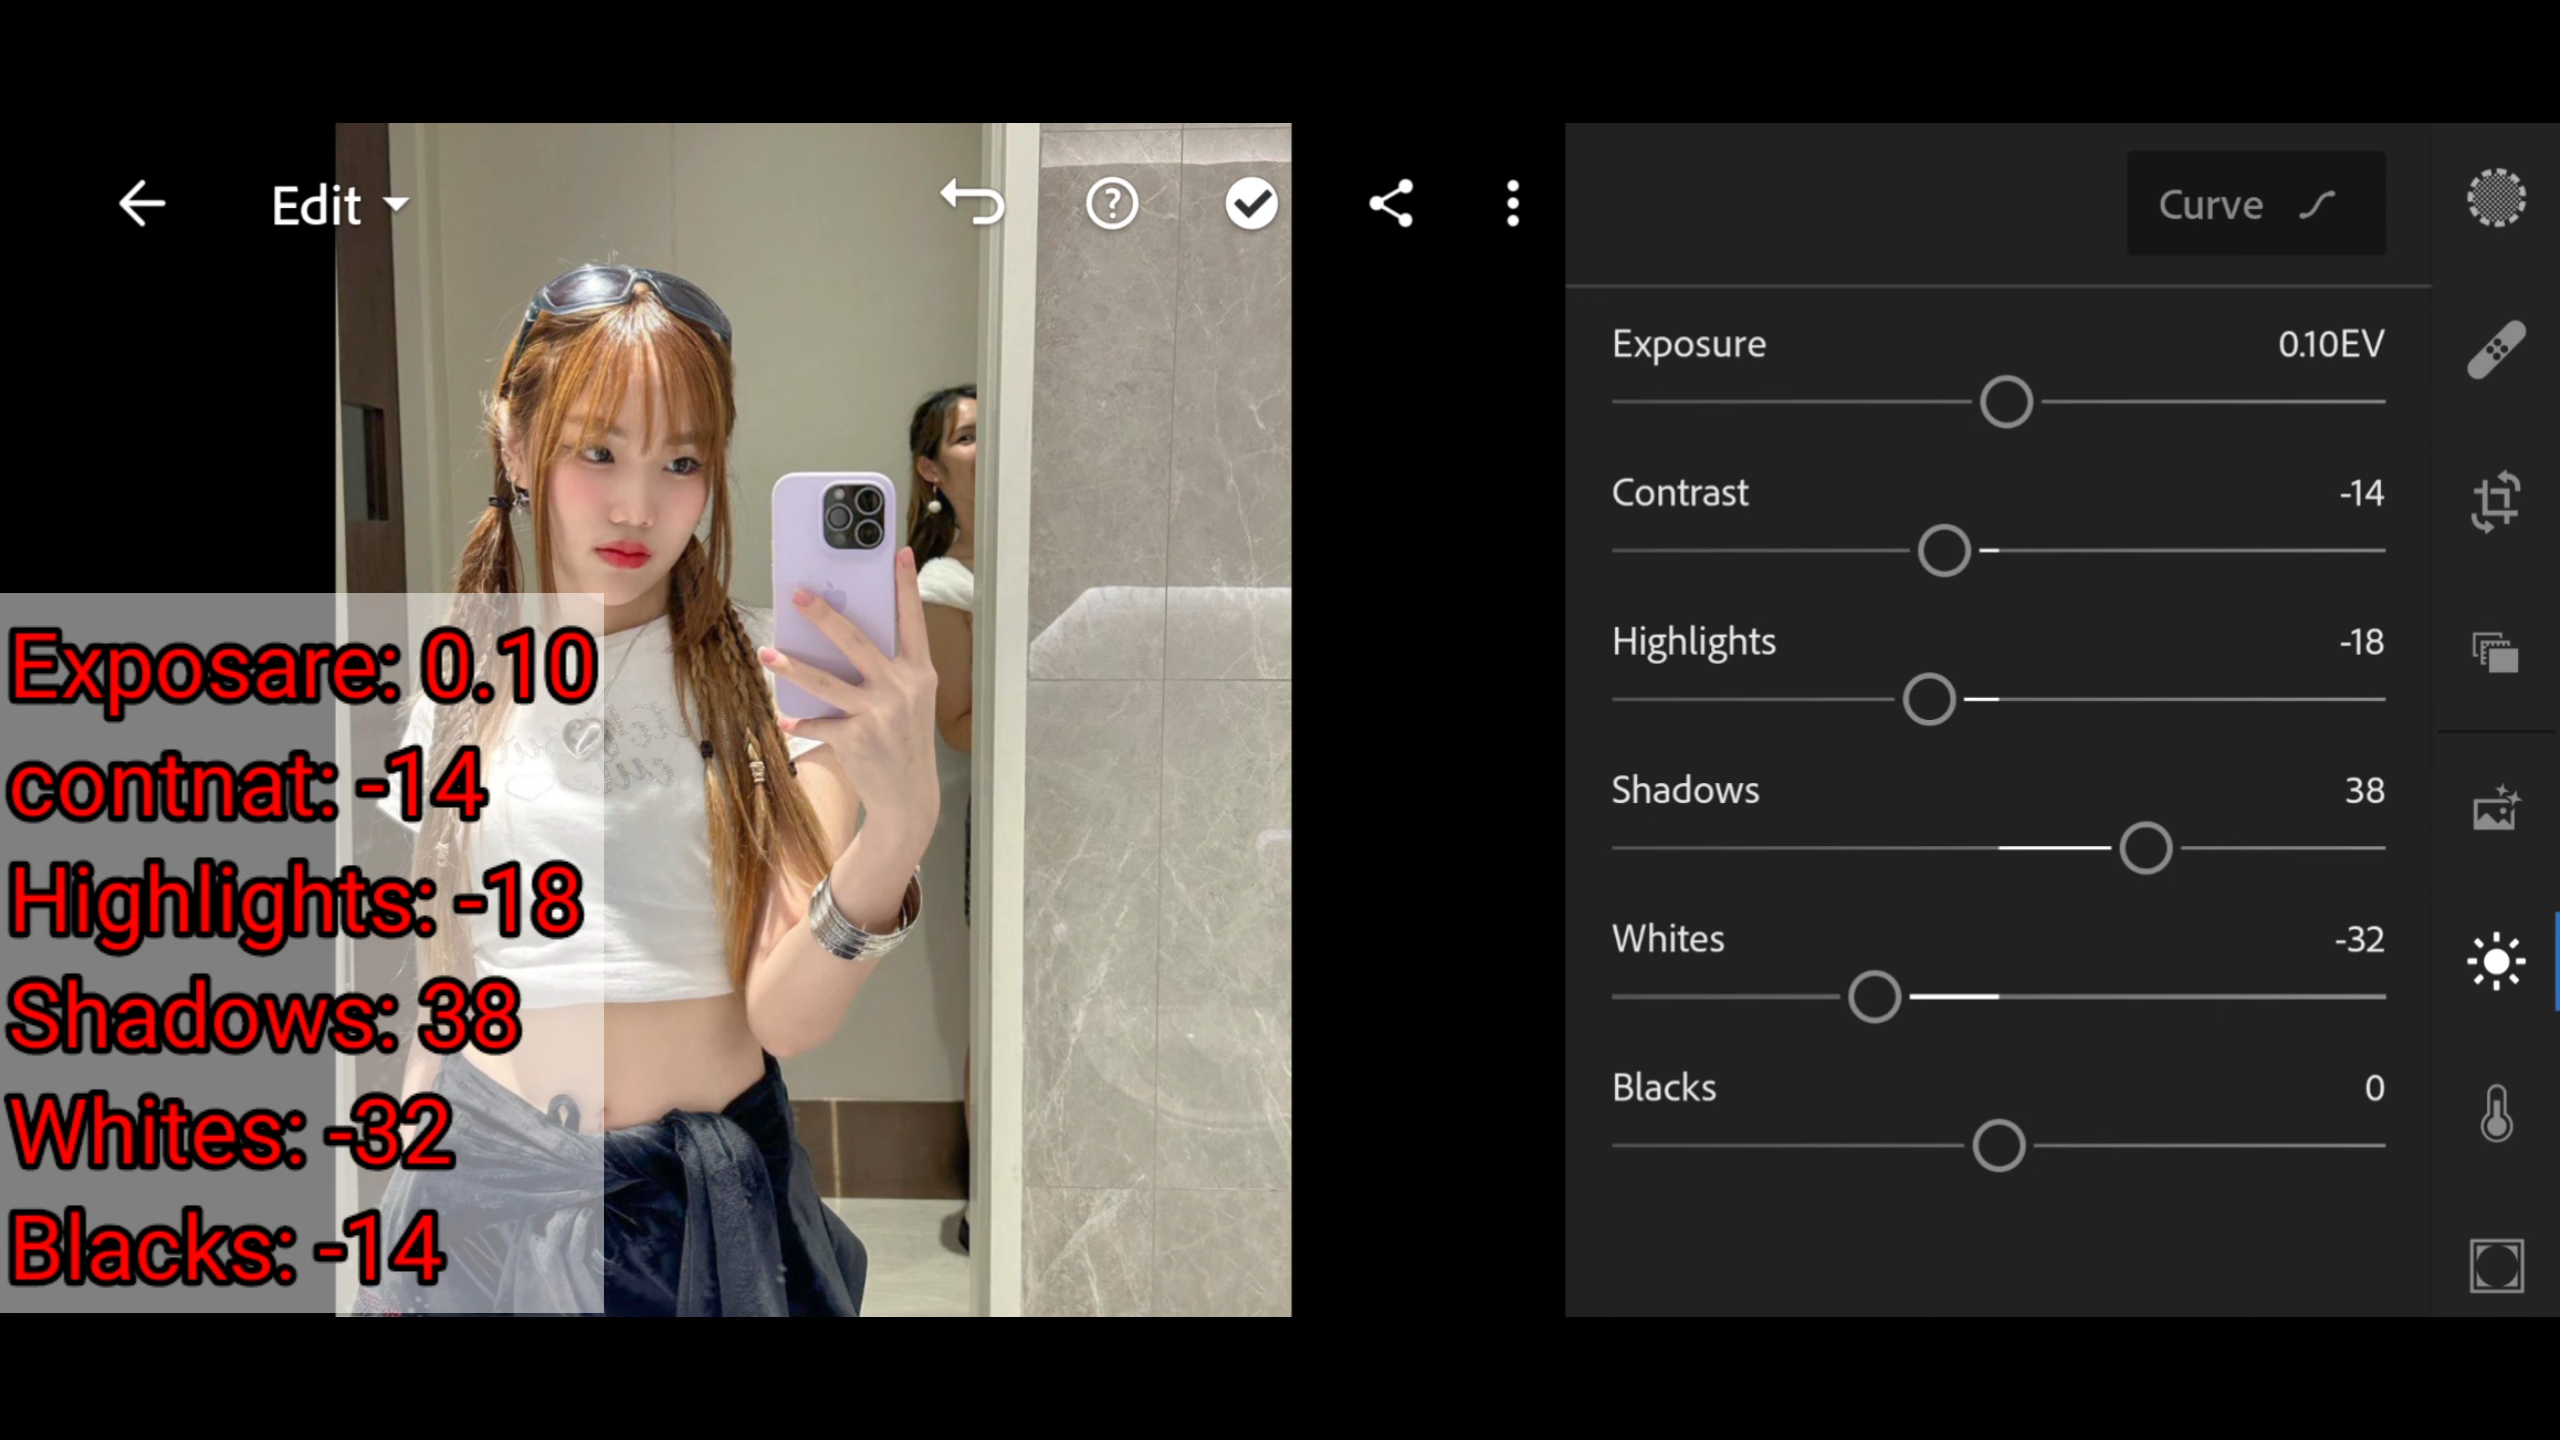 Edit
Curve
Exposure 0.10EV
Contrast -14
Highlights -18
Shadows 38
Whites -32
Blacks 0
Exposare: 0.10
contnat: -14
Highlights: -18
Shadows: 38
Whites: -32
Blacks: -14